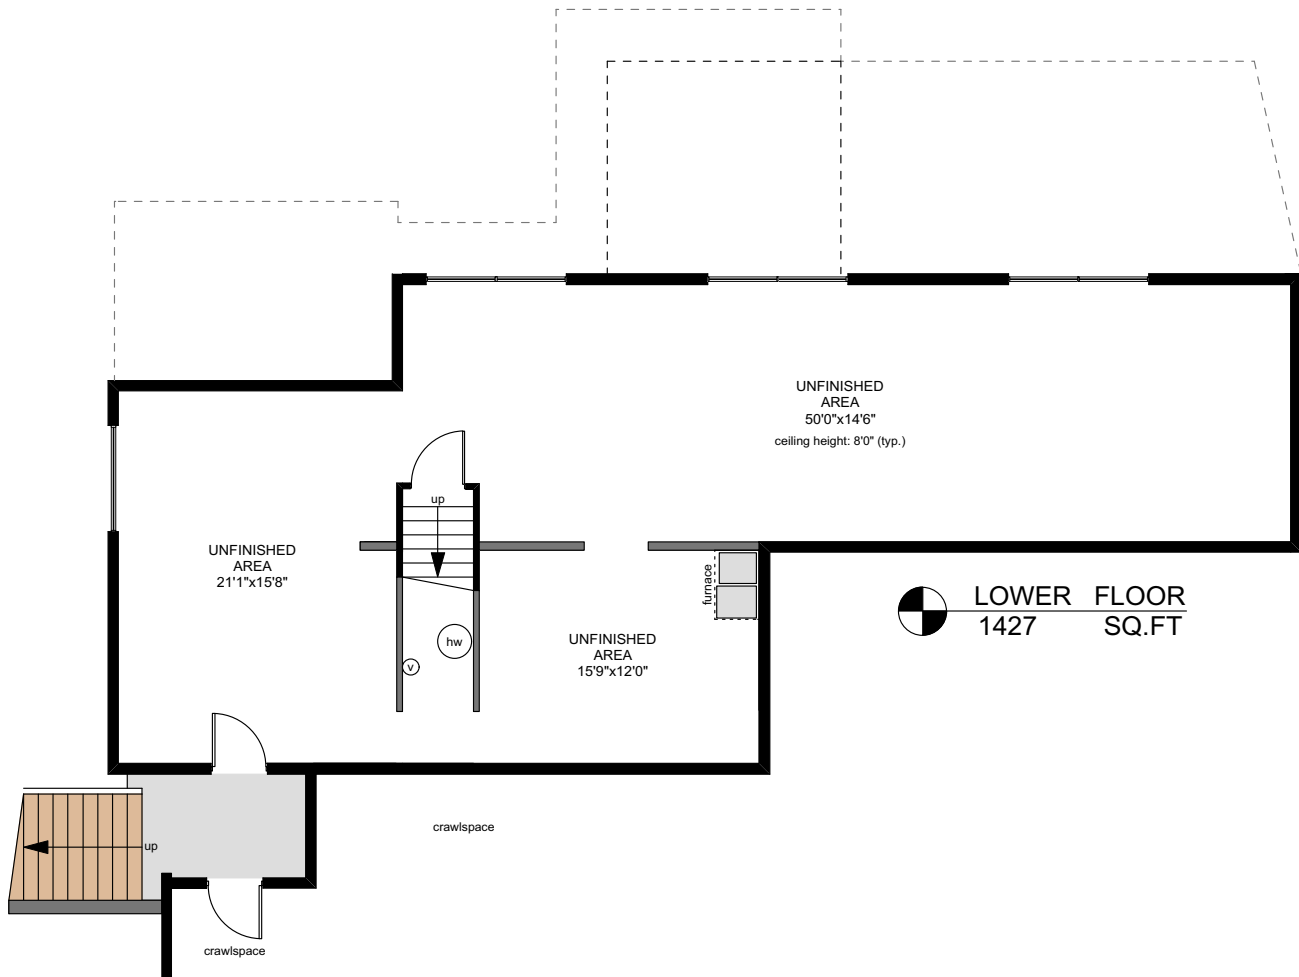 UNFINISHED
AREA
50'0"x14'6"
ceiling height: 8'0" (typ.)
up
UNFINISHED
AREA
21'1"x15'8"
furnace
LOWER FLOOR
1427 SQ.FT
hw
v
UNFINISHED
AREA
15'9"x12'0"
crawlspace
up
crawlspace